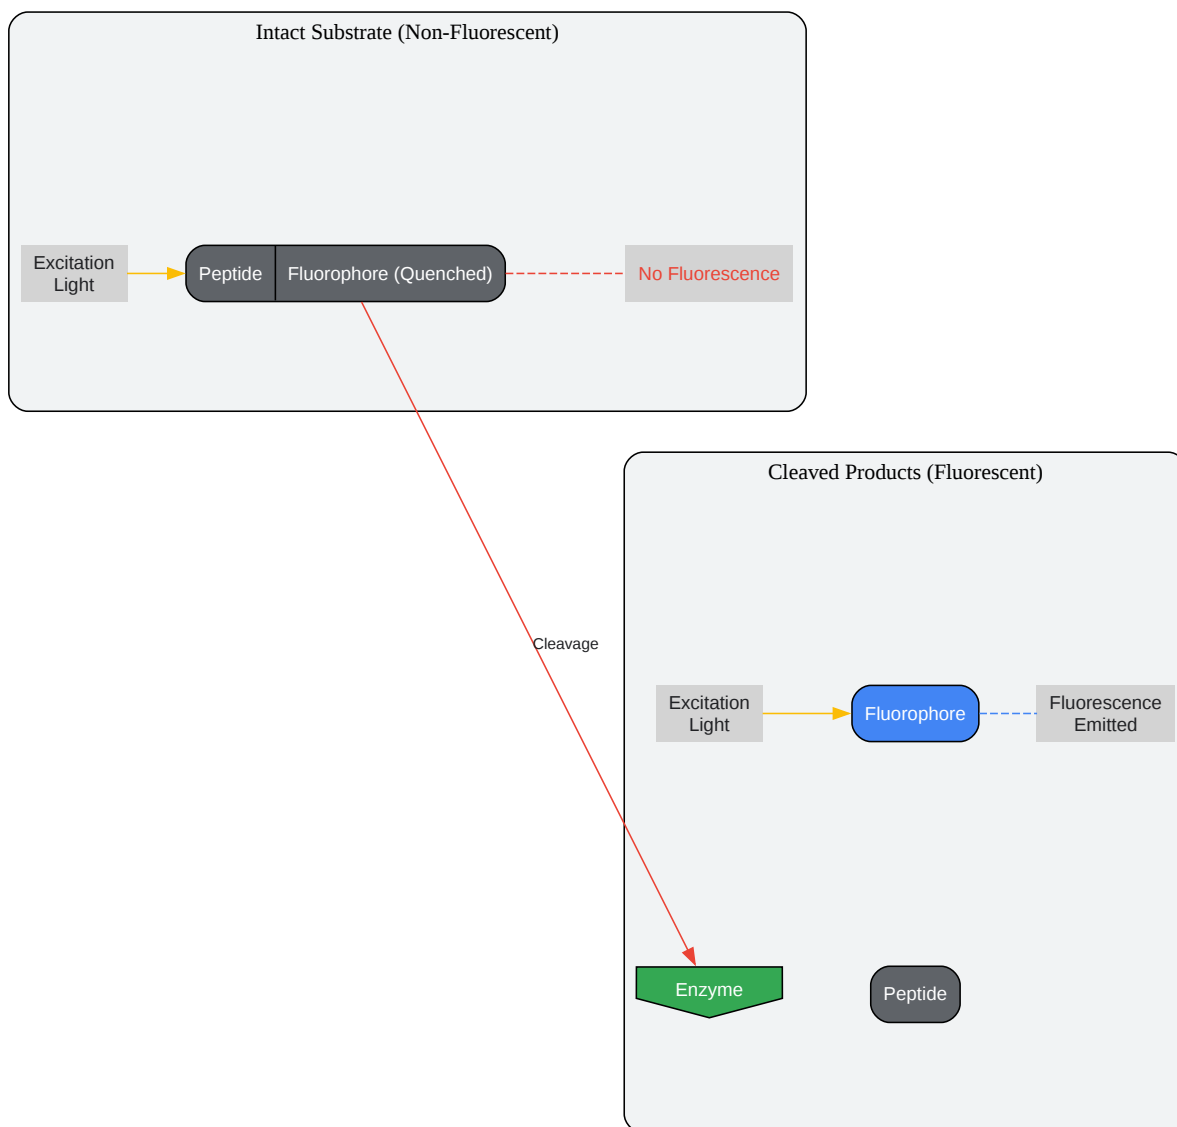 Intact Substrate (Non-Fluorescent)
Excitation
Light
Peptide
Fluorophore (Quenched)
No Fluorescence
Cleavage
Cleaved Products (Fluorescent)
Excitation
Light
Fluorophore
Fluorescence
Emitted
Enzyme
Peptide